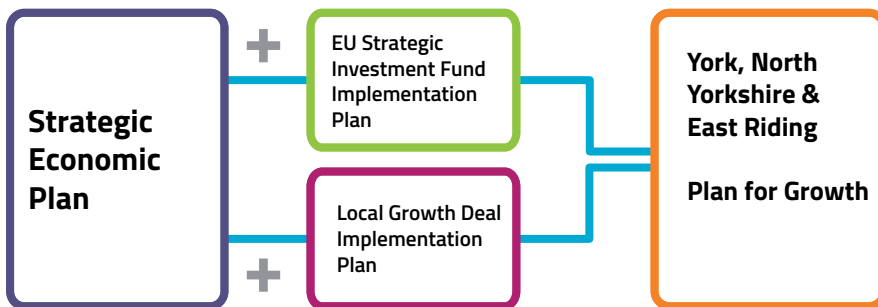 Strategic
Economic
Plan
EU Strategic
Investment Fund
Implementation
Plan
Local Growth Deal
Implementation
Plan
York, North
Yorkshire &
East Riding
Plan for Growth